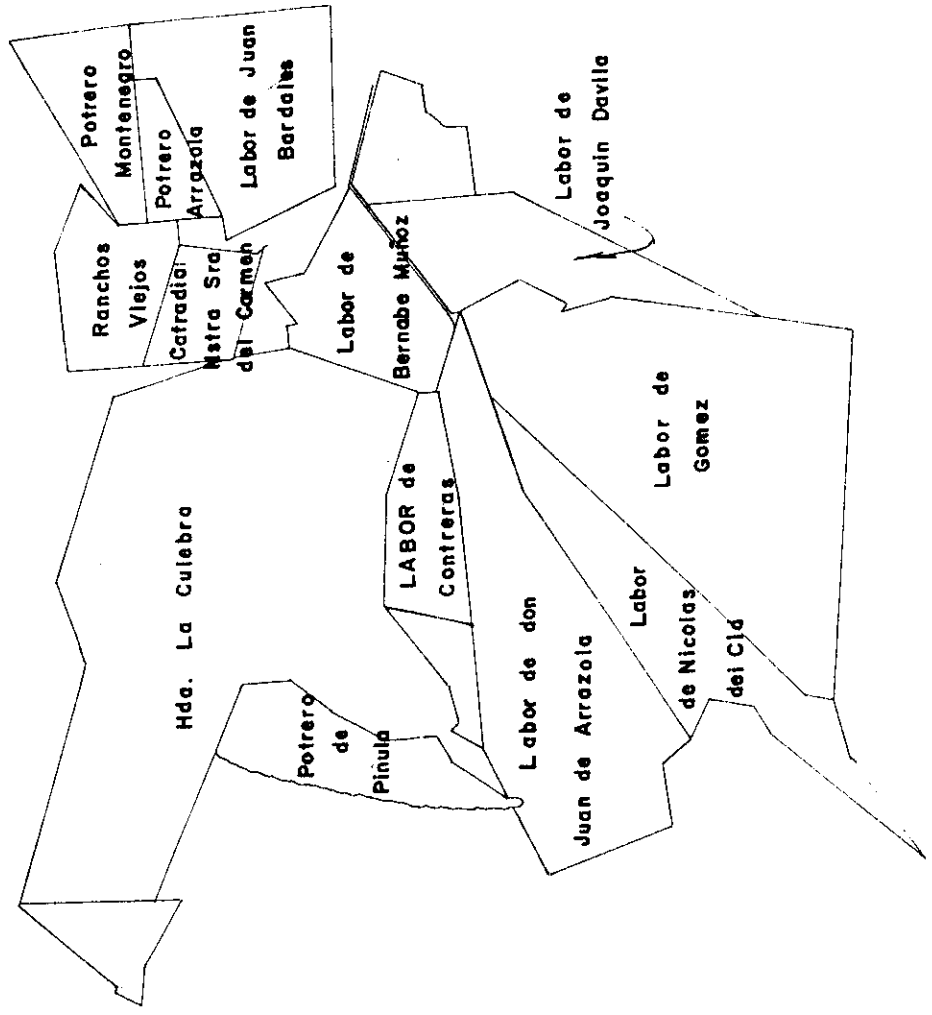 Potrero
Montenegro
Potrero
Arrazola
Labor de Juan
Bardales
Ranchos
Viejos
Cofradia
Nstra Sra
del Carmen
Labor de
Bernabe Muñoz
Labor de
Joaquin Davila
Hda. La Culebra
LABOR de
Contreras
Labor de
Gomez
Potrero
de
Pinula
Labor de don
Juan de Arrazola
Labor
de Nicolas
del Cid